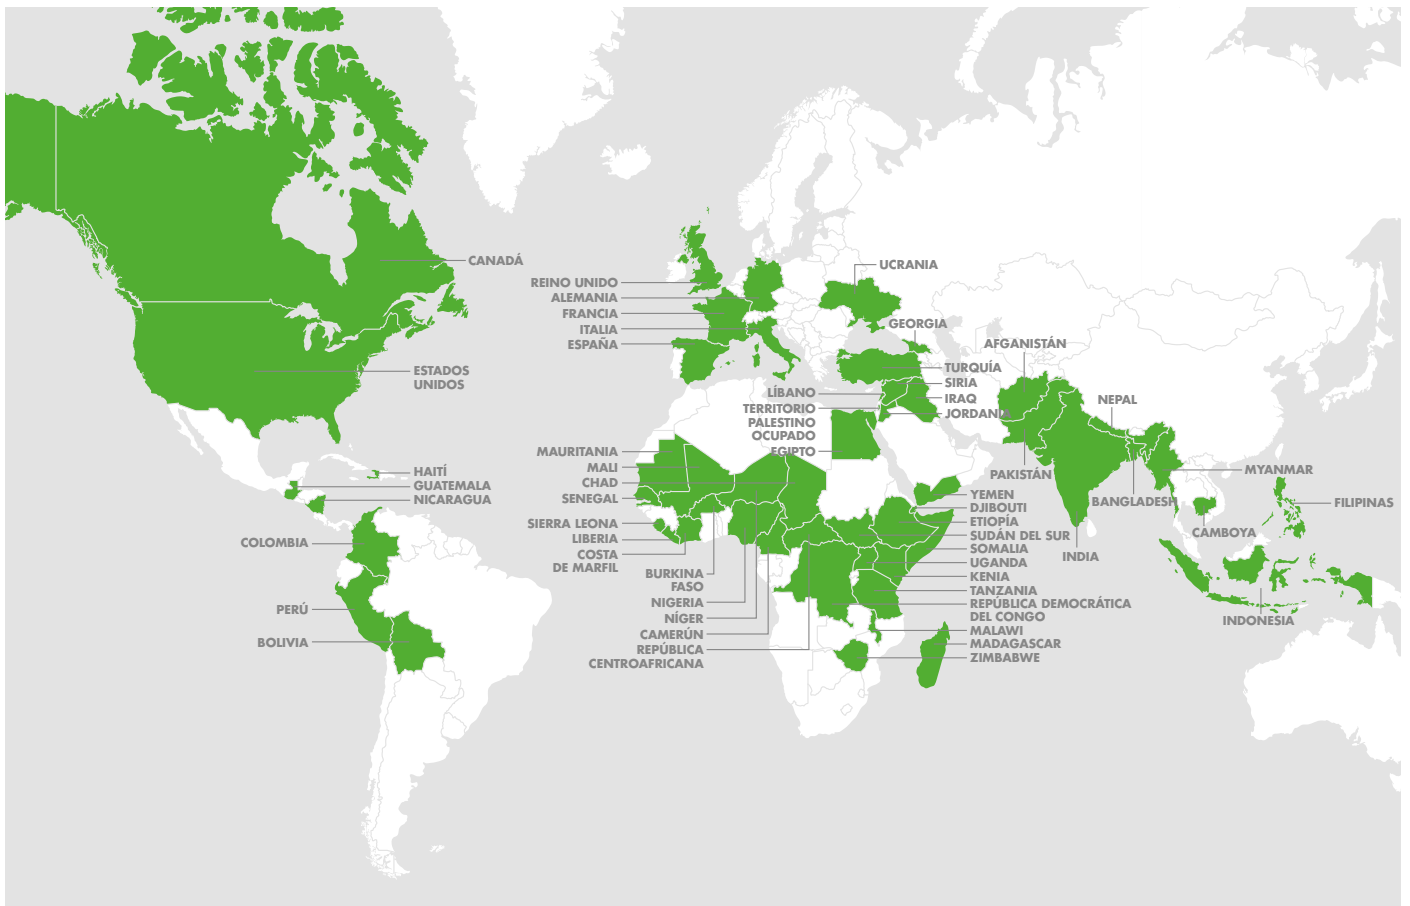 CANADÁ
ESTADOS
UNIDOS
HAITÍ
GUATEMALA
NICARAGUA
COLOMBIA
PERÚ
BOLIVIA
REINO UNIDO
ALEMANIA
FRANCIA
ITALIA
ESPAÑA
UCRANIA
GEORGIA
AFGANISTÁN
TURQUÍA
SIRIA
IRAQ
JORDANIA
LÍBANO
TERRITORIO
PALESTINO
OCUPADO
EGIPTO
MAURITANIA
MALI
CHAD
SENEGAL
SIERRA LEONA
LIBERIA
COSTA
DE MARFIL
BURKINA
FASO
NIGERIA
NÍGER
CAMERÚN
REPÚBLICA
CENTROAFRICANA
YEMEN
DJIBOUTI
ETIOPÍA
SUDÁN DEL SUR
SOMALIA
UGANDA
KENIA
TANZANIA
REPÚBLICA DEMOCRÁTICA
DEL CONGO
MALAWI
MADAGASCAR
ZIMBABWE
NEPAL
PAKISTÁN
BANGLADESH
INDIA
MYANMAR
CAMBOYA
FILIPINAS
INDONESIA